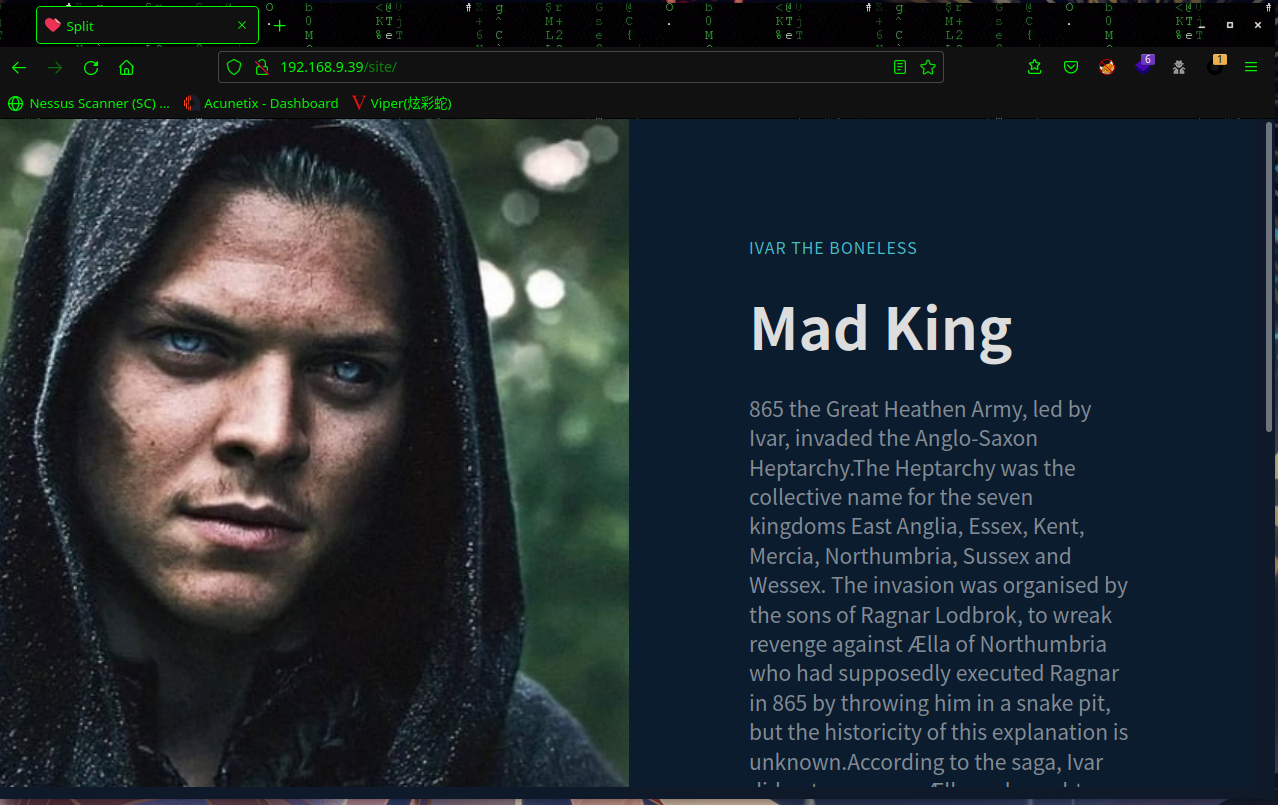 Split
192.168.9.39/site/
6
1
Nessus Scanner (SC) ...
Acunetix - Dashboard
Viper(炫彩蛇)
IVAR THE BONELESS
Mad King
865 the Great Heathen Army, led by
Ivar, invaded the Anglo-Saxon
Heptarchy.The Heptarchy was the
collective name for the seven
kingdoms East Anglia, Essex, Kent,
Mercia, Northumbria, Sussex and
Wessex. The invasion was organised by
the sons of Ragnar Lodbrok, to wreak
revenge against Ælla of Northumbria
who had supposedly executed Ragnar
in 865 by throwing him in a snake pit,
but the historicity of this explanation is
unknown.According to the saga, Ivar